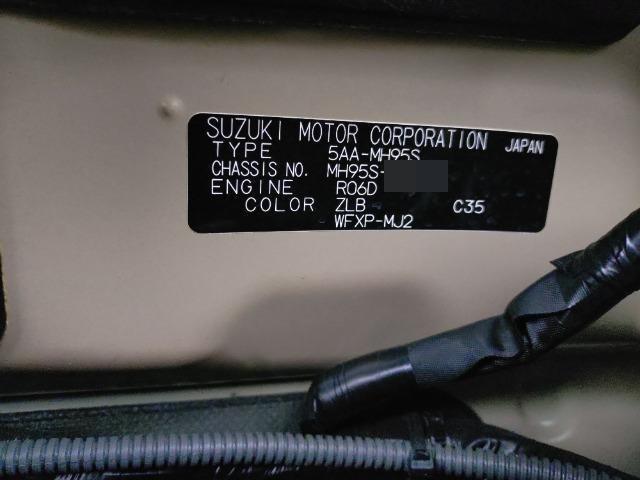 SUZUKI MOTOR CORPORATION JAPAN
TYPE 5AA-MH95S
CHASSIS NO. MH95S-
ENGINE R06D
COLOR ZLB C35
WFXP-MJ2